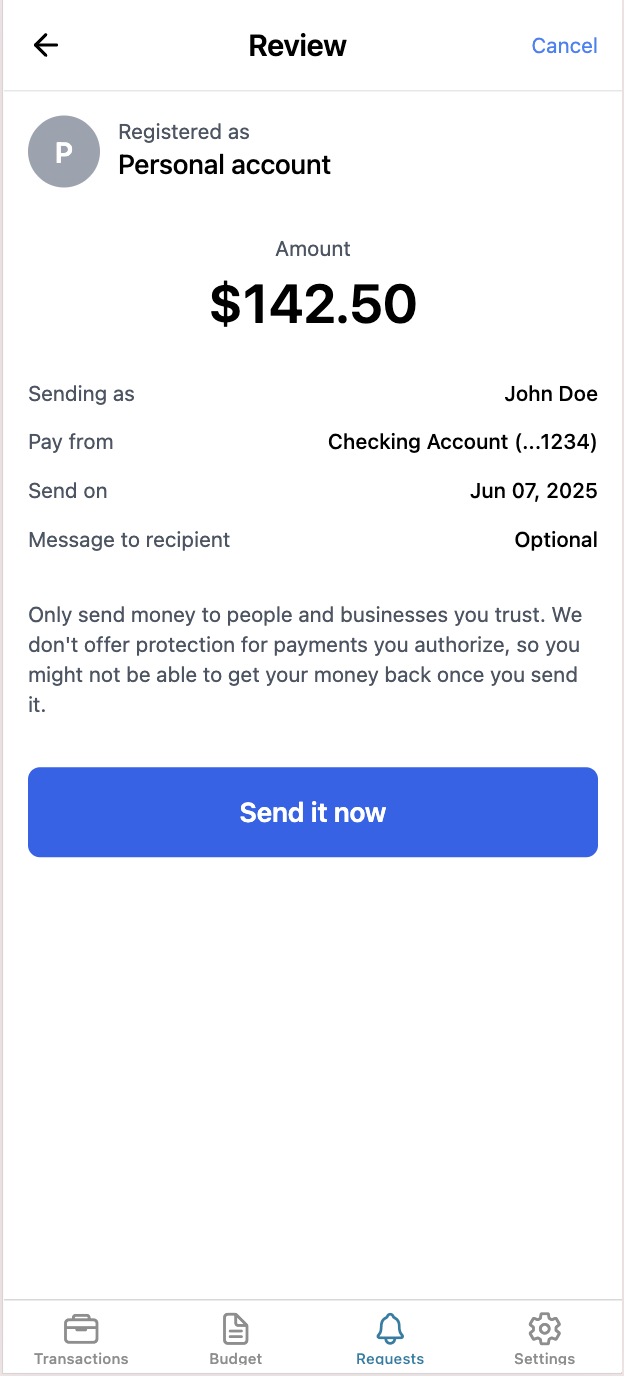 Review
Cancel
P
Registered as
Personal account
Amount
$142.50
Sending as John Doe
Pay from Checking Account (...1234)
Send on Jun 07, 2025
Message to recipient Optional
Only send money to people and businesses you trust. We
don't offer protection for payments you authorize, so you
might not be able to get your money back once you send
it.
Send it now
Transactions Budget Requests Settings